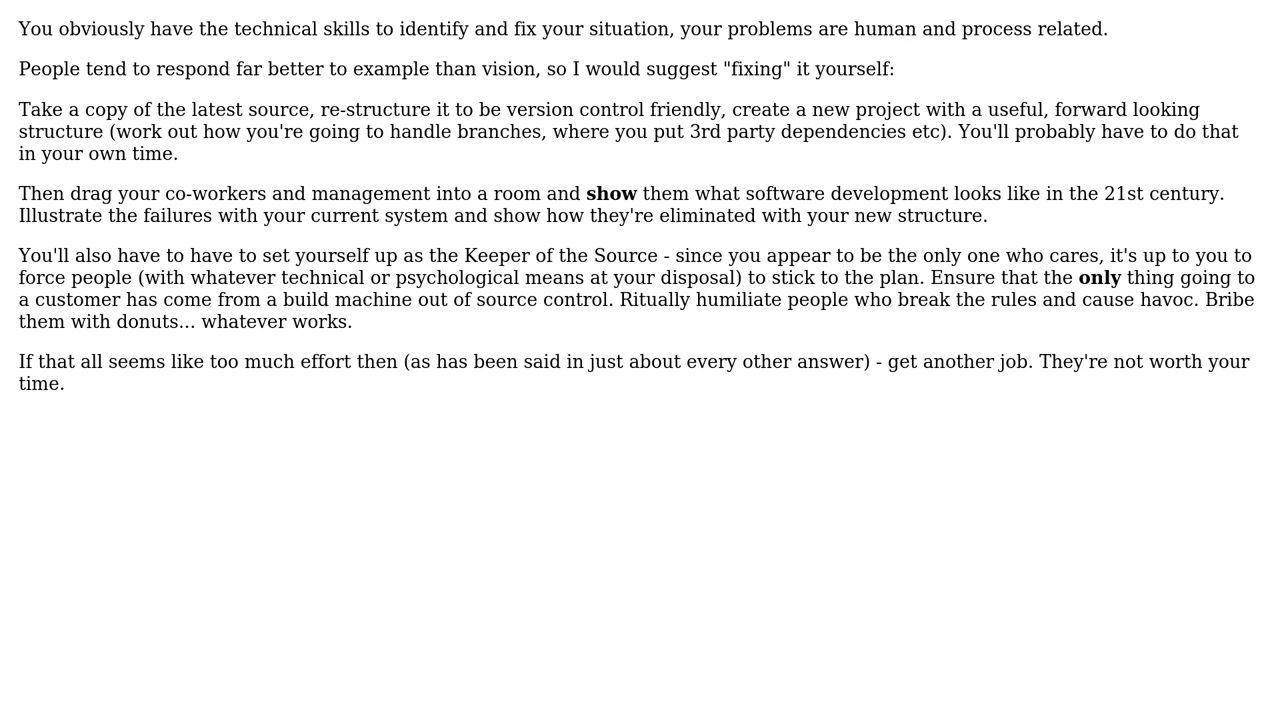 You obviously have the technical skills to identify and fix your situation, your problems are human and process related.
People tend to respond far better to example than vision, so I would suggest "fixing" it yourself:
Take a copy of the latest source, re-structure it to be version control friendly, create a new project with a useful, forward looking
structure (work out how you're going to handle branches, where you put 3rd party dependencies etc). You'll probably have to do that
in your own time.
Then drag your co-workers and management into a room and show them what software development looks like in the 21st century.
Illustrate the failures with your current system and show how they're eliminated with your new structure.
You'll also have to have to set yourself up as the Keeper of the Source - since you appear to be the only one who cares, it's up to you to
force people (with whatever technical or psychological means at your disposal) to stick to the plan. Ensure that the only thing going to
a customer has come from a build machine out of source control. Ritually humiliate people who break the rules and cause havoc. Bribe
them with donuts... whatever works.
If that all seems like too much effort then (as has been said in just about every other answer) - get another job. They're not worth your
time.